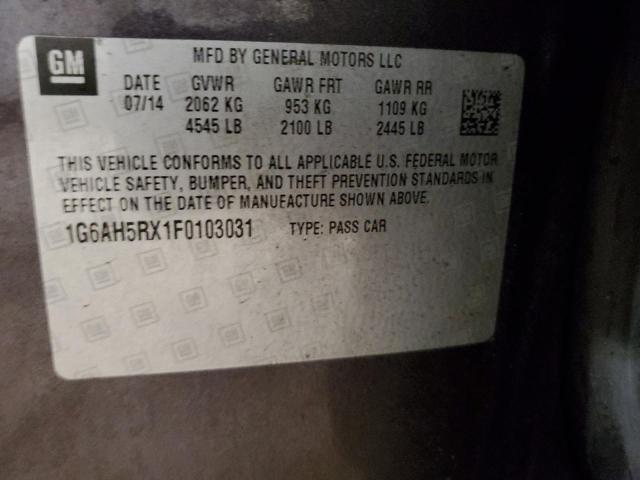 GM
MFD BY GENERAL MOTORS LLC
DATE GVWR GAWR FRT GAWR RR
07/14 2062 KG 953 KG 1109 KG
4545 LB 2100 LB 2445 LB
THIS VEHICLE CONFORMS TO ALL APPLICABLE U.S. FEDERAL MOTOR
VEHICLE SAFETY, BUMPER, AND THEFT PREVENTION STANDARDS IN
EFFECT ON THE DATE OF MANUFACTURE SHOWN ABOVE.
1G6AH5RX1F0103031 TYPE: PASS CAR